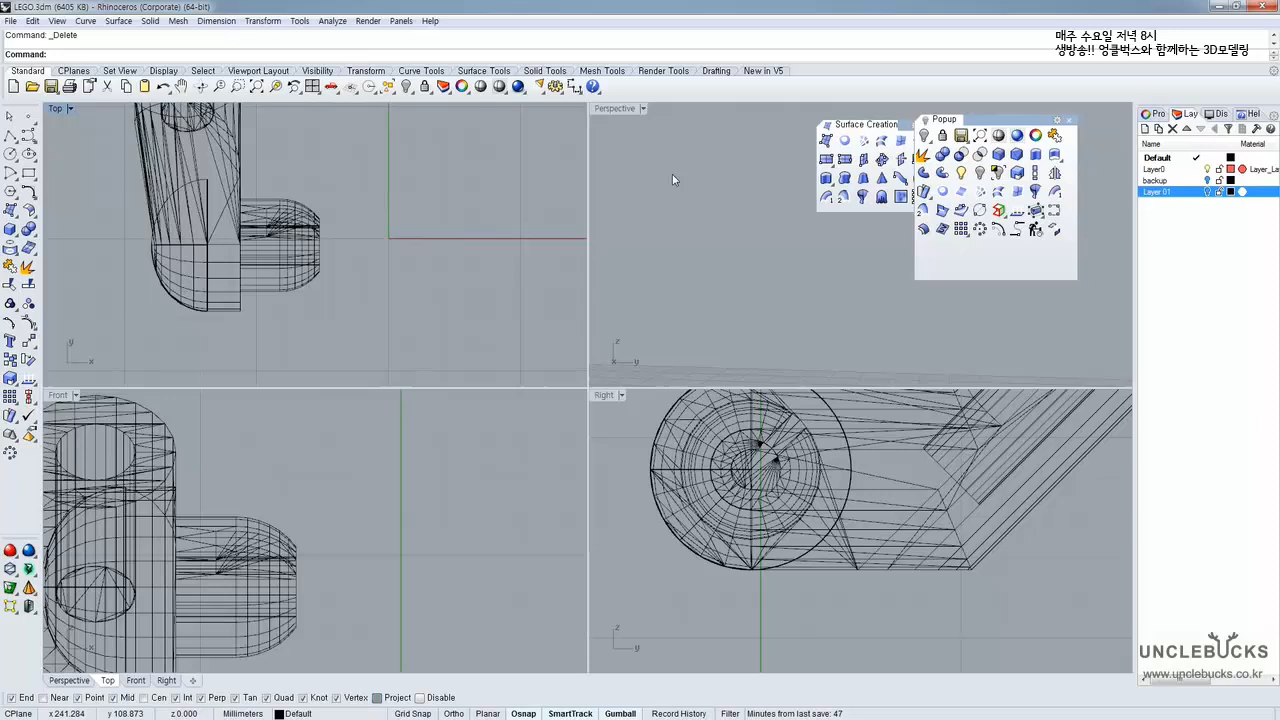 LEGO.3dm (6405 KB) - Rhinoceros (Corporate) (64-bit)
File Edit View Curve Surface Solid Mesh Dimension Transform Tools Analyze Render Panels Help
Command: _Delete
Command:
매주 수요일 저녁 8시
생방송!! 엉클벅스와 함께하는 3D모델링
Standard CPlanes Set View Display Select Viewport Layout Visibility Transform Curve Tools Surface Tools Solid Tools Mesh Tools Render Tools Drafting New in V5
Top
Perspective
Surface Creation
Popup
Pro Lay Dis Hel
Name Material
Default
Layer0 Layer_La
backup
Layer 01
y
x
z
x y
Front
Right
z
x
z
y
UNCLEBUCKS
www.unclebucks.co.kr
Perspective Top Front Right
End Near Point Mid Cen Int Perp Tan Quad Knot Vertex Project Disable
CPlane x 241.284 y 108.873 z 0.000 Millimeters Default Grid Snap Ortho Planar Osnap SmartTrack Gumball Record History Filter Minutes from last save: 47